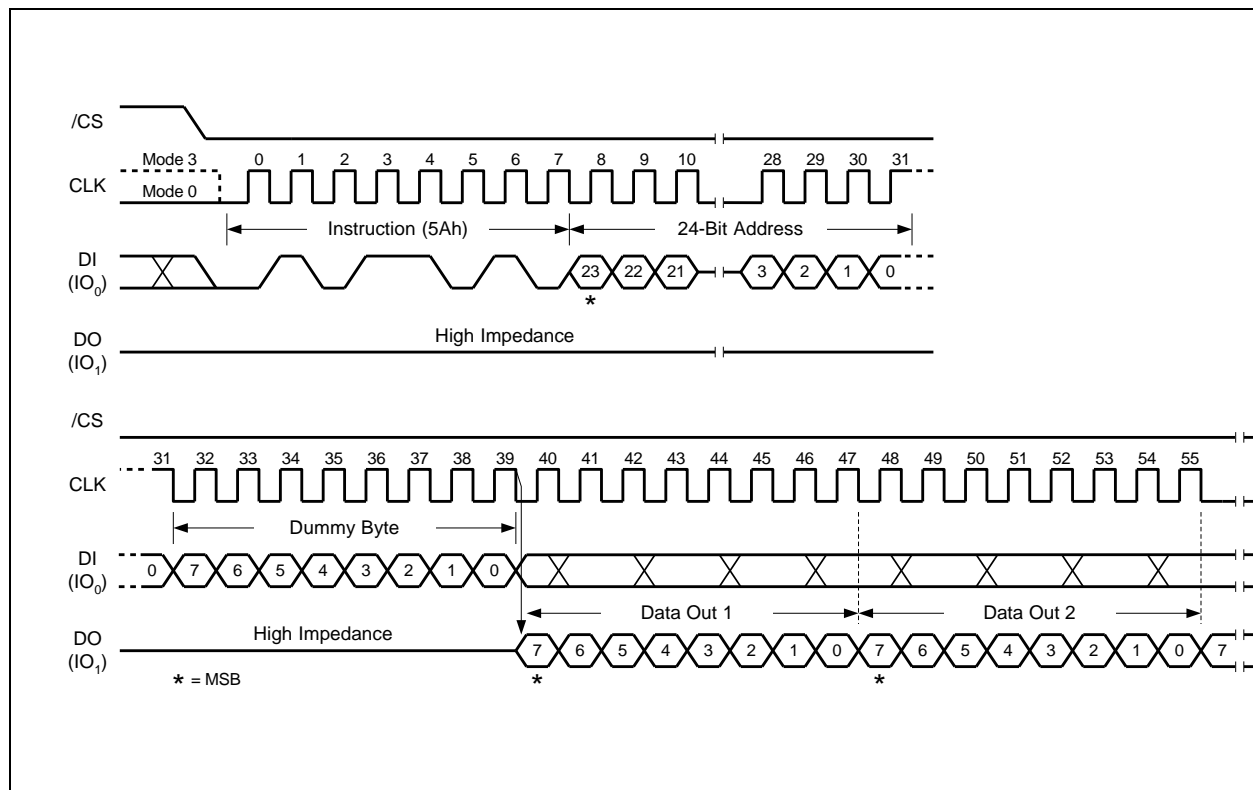 /CS
Mode 3 0 1 2 3 4 5 6 7 8 9 10 28 29 30 31
CLK
Mode 0
Instruction (5Ah) 24-Bit Address
DI
(IO0)
23 22 21 3 2 1 0
*
High Impedance
DO
(IO1)
/CS
31 32 33 34 35 36 37 38 39 40 41 42 43 44 45 46 47 48 49 50 51 52 53 54 55
CLK
Dummy Byte
DI
(IO0)
0 7 6 5 4 3 2 1 0
Data Out 1 Data Out 2
High Impedance
DO
(IO1)
7 6 5 4 3 2 1 0 7 6 5 4 3 2 1 0 7
* = MSB * *